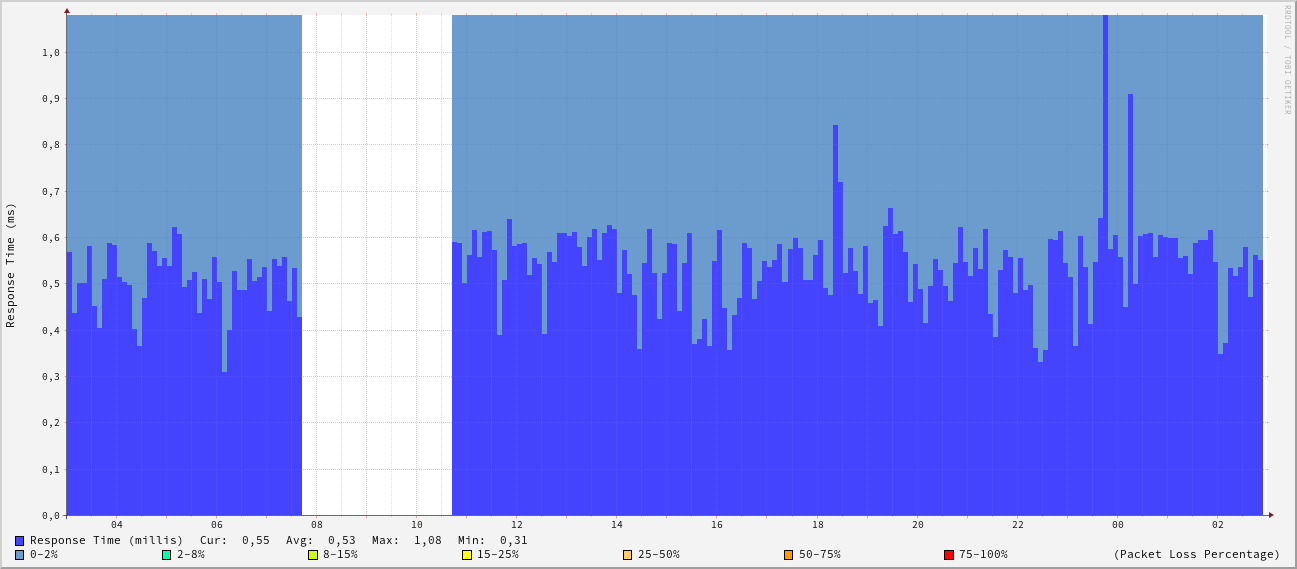 RRDTOOL / TOBI OETIKER
Response Time (ms)
1,0
0,9
0,8
0,7
0,6
0,5
0,4
0,3
0,2
0,1
0,0
04 06 08 10 12 14 16 18 20 22 00 02
Response Time (millis) Cur: 0,55 Avg: 0,53 Max: 1,08 Min: 0,31
0-2% 2-8% 8-15% 15-25% 25-50% 50-75% 75-100% (Packet Loss Percentage)